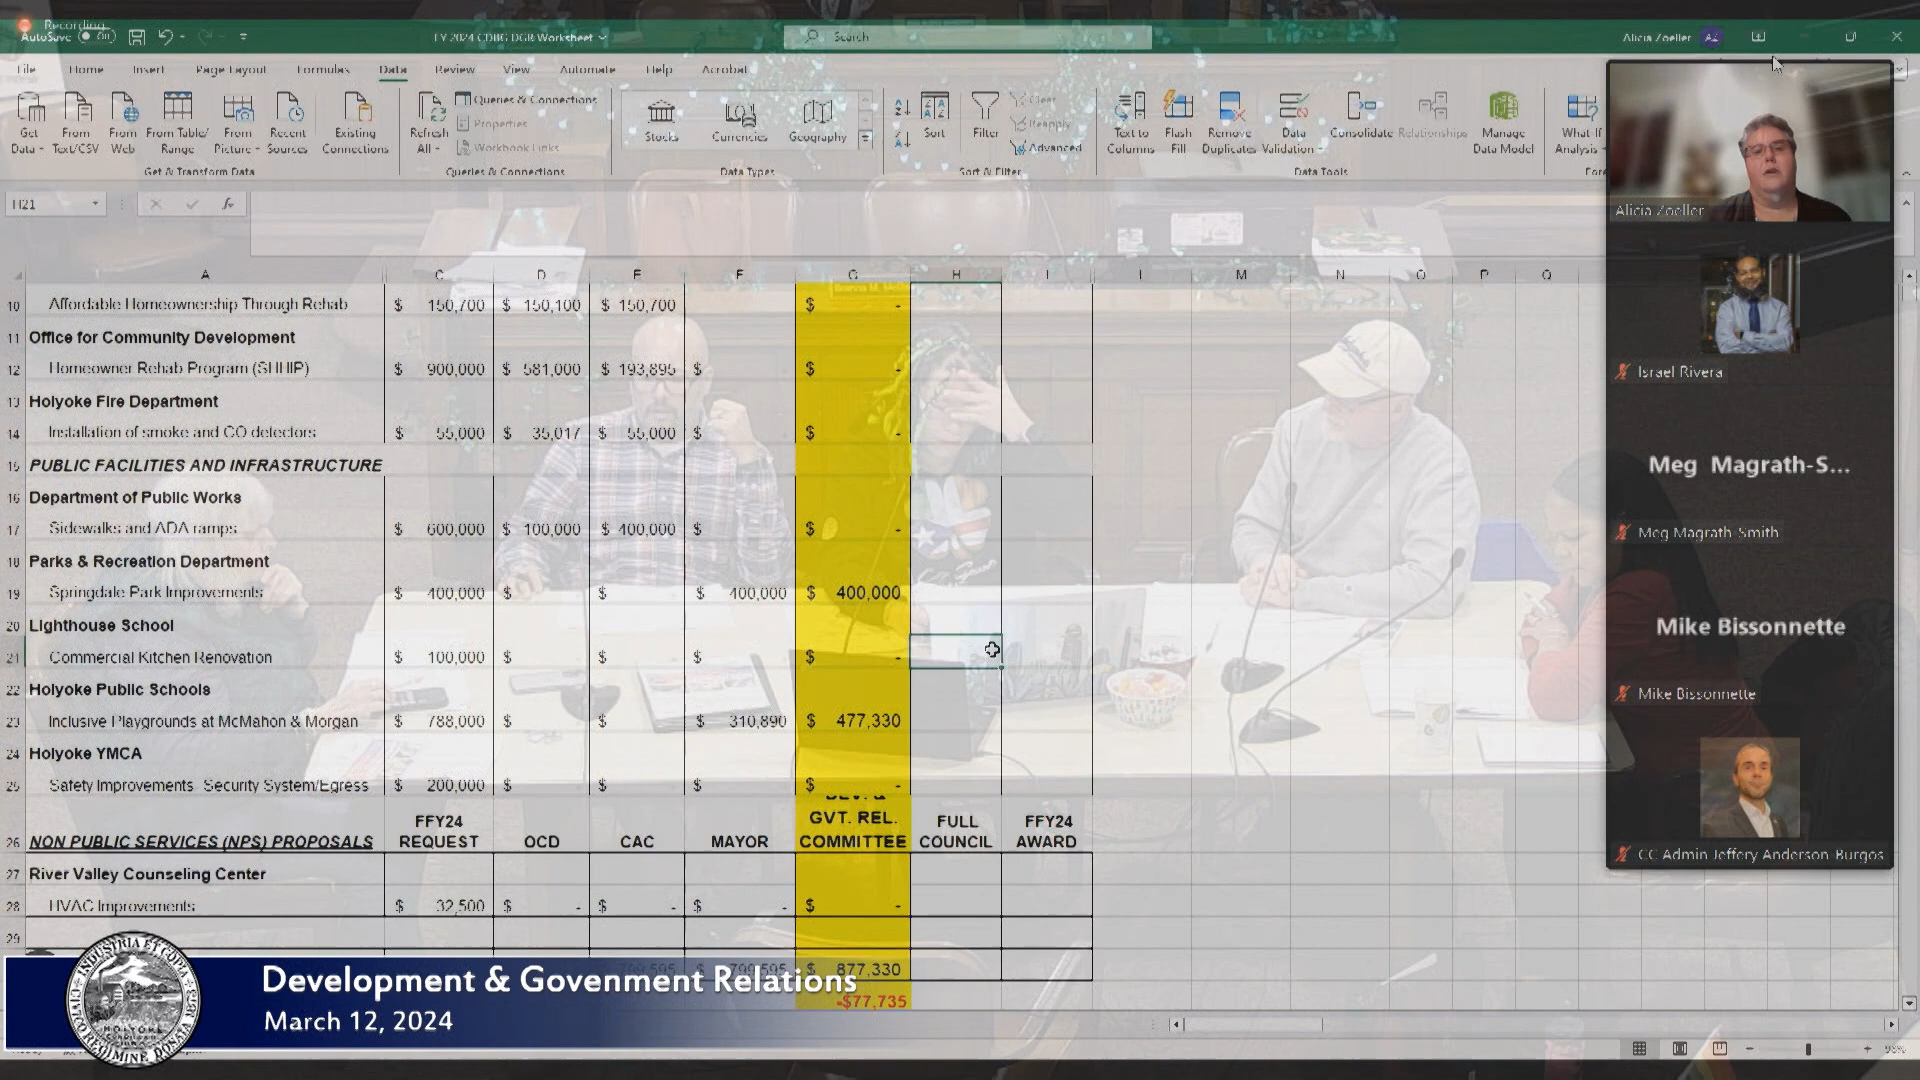 Recording
AutoSave On FY 2024 CDBG DGR Worksheet Search Alicia Zoeller AZ
File Home Insert Page Layout Formulas Data Review View Automate Help Acrobat
Get Data From Text/CSV From Web From Table/Range From Picture Recent Sources Existing Connections
Refresh All Queries & Connections Properties Workbook Links
Stocks Currencies Geography
Sort Filter Clear Reapply Advanced
Text to Columns Flash Fill Remove Duplicates Data Validation Consolidate Relationships Manage Data Model What-If Analysis
Get & Transform Data Queries & Connections Data Types Sort & Filter Data Tools
H21
A C D E F G H I L M N O P Q
10 Affordable Homeownership Through Rehab $ 150,700 $ 150,100 $ 150,700 $ -
11 Office for Community Development
12 Homeowner Rehab Program (SHHIP) $ 900,000 $ 581,000 $ 193,895 $ $ -
13 Holyoke Fire Department
14 Installation of smoke and CO detectors $ 55,000 $ 35,017 $ 55,000 $ $ -
15 PUBLIC FACILITIES AND INFRASTRUCTURE
16 Department of Public Works
17 Sidewalks and ADA ramps $ 600,000 $ 100,000 $ 400,000 $ $ -
18 Parks & Recreation Department
19 Springdale Park Improvements $ 400,000 $ $ $ 400,000 $ 400,000
20 Lighthouse School
21 Commercial Kitchen Renovation $ 100,000 $ $ $ $ -
22 Holyoke Public Schools
23 Inclusive Playgrounds at McMahon & Morgan $ 788,000 $ $ $ 310,890 $ 477,330
24 Holyoke YMCA
25 Safety Improvements Security System/Egress $ 200,000 $ $ $ $ -
26 NON PUBLIC SERVICES (NPS) PROPOSALS FFY24 REQUEST OCD CAC MAYOR DEV. & GVT. REL. COMMITTEE FULL COUNCIL FFY24 AWARD
27 River Valley Counseling Center
28 HVAC Improvements $ 32,500 $ - $ - $ - $ -
29
799,595 $ 799,595 $ 877,330
-$77,735
Alicia Zoeller
Israel Rivera
Meg Magrath-S...
Meg Magrath-Smith
Mike Bissonnette
Mike Bissonnette
CC Admin Jeffery Anderson-Burgos
Development & Govenment Relations
March 12, 2024